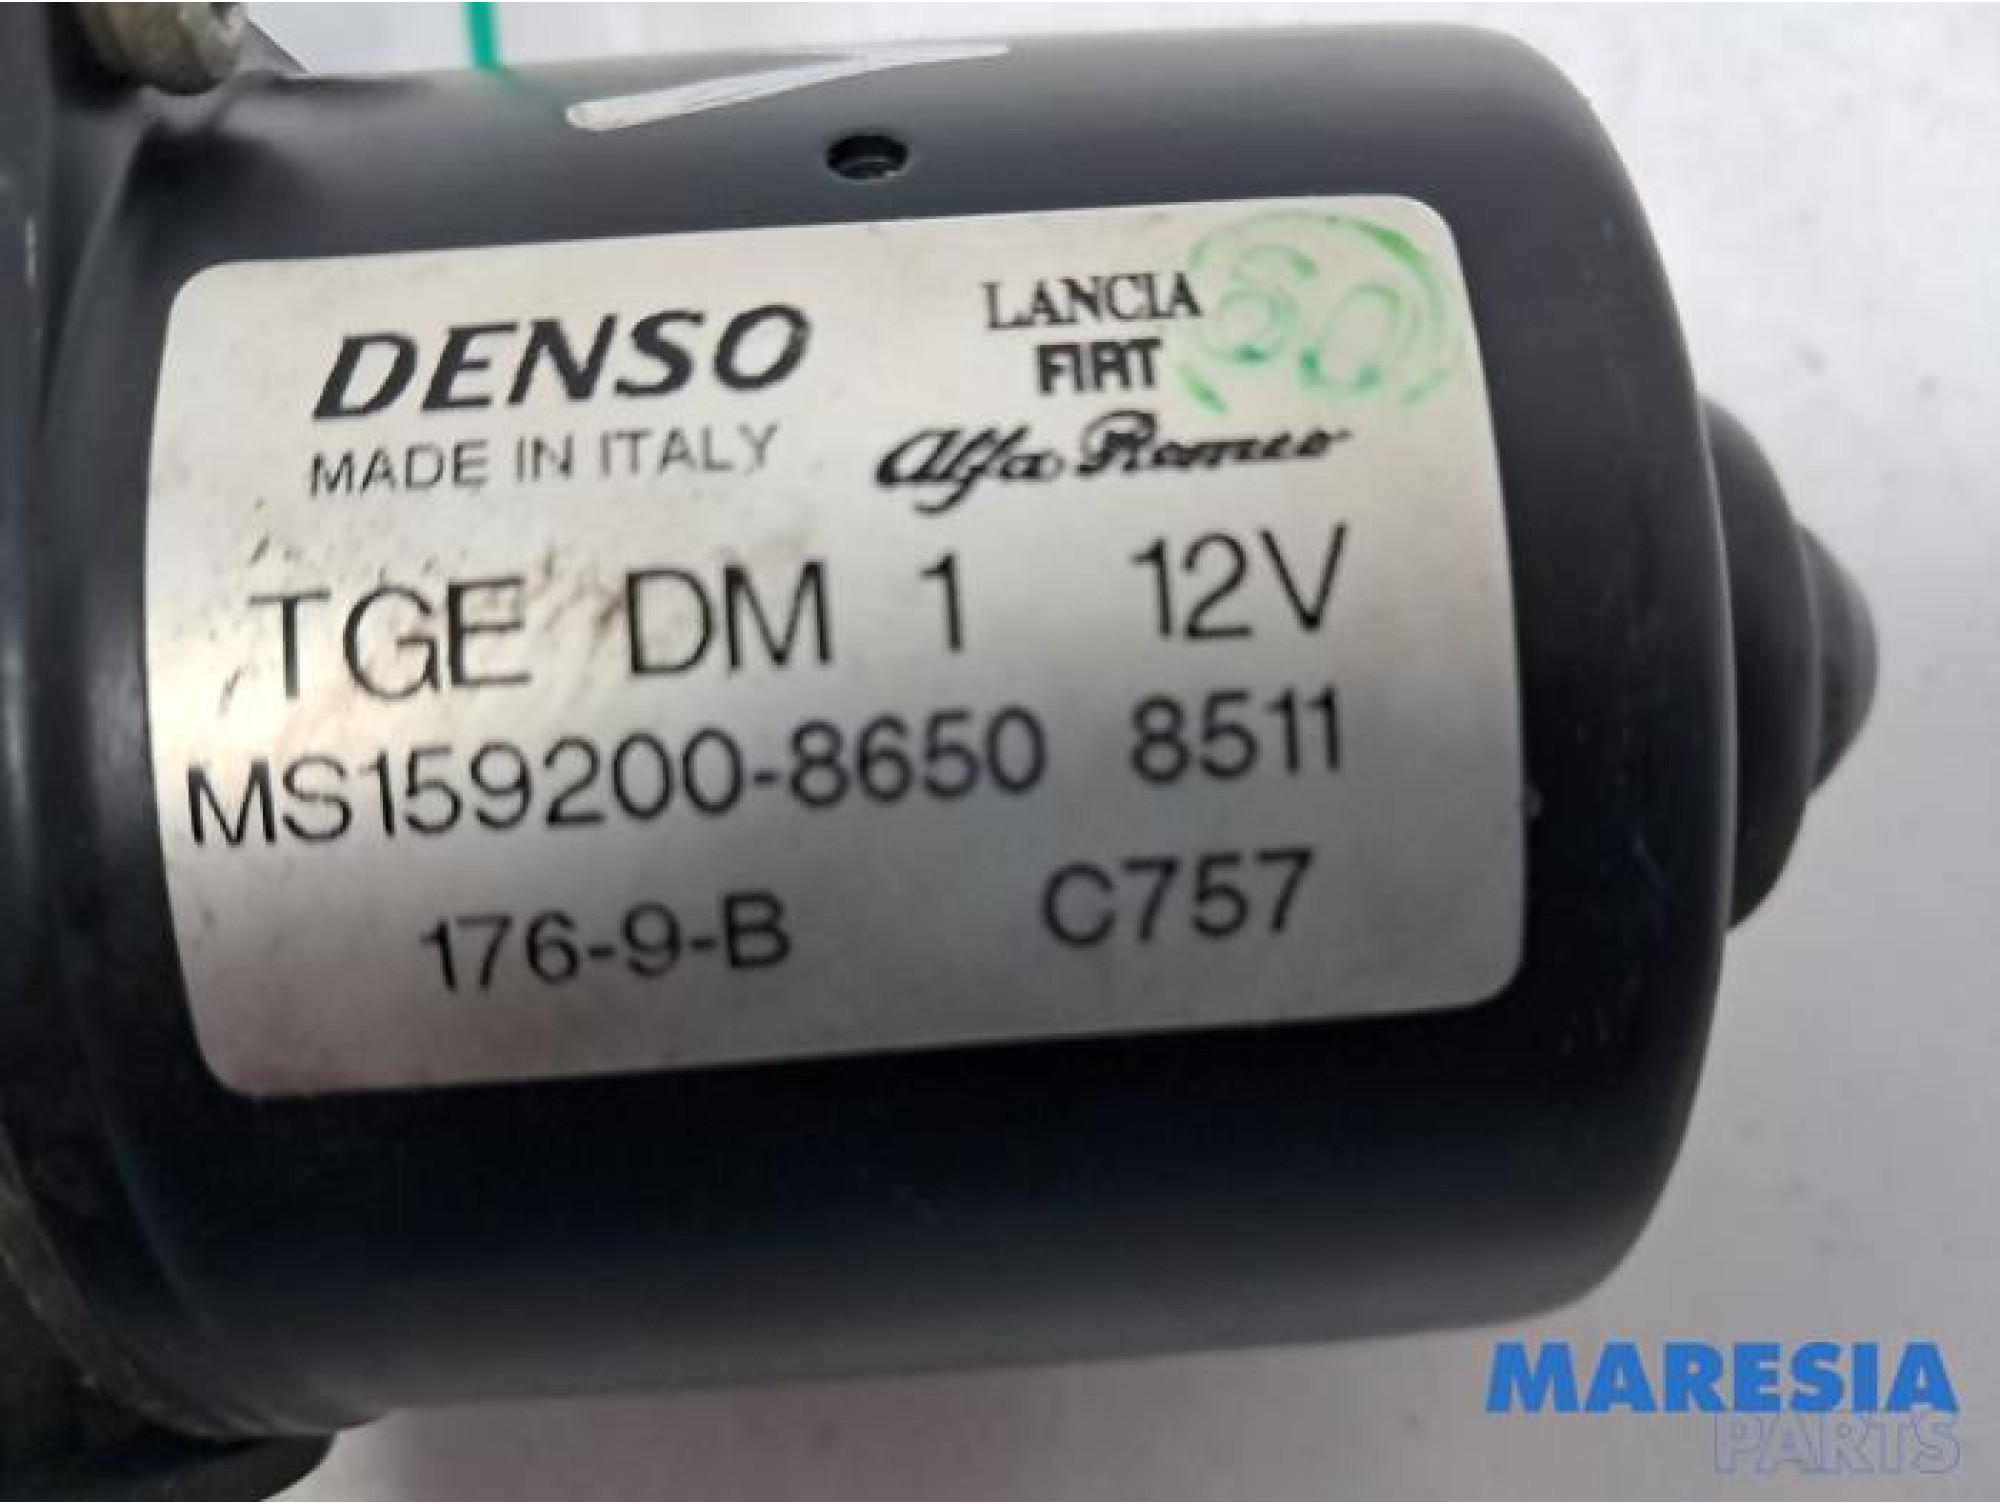 DENSO
MADE IN ITALY
LANCIA
FIAT
Alfa Romeo
60
TGE DM 1 12V
MS159200-8650 8511
176-9-B C757
MARESIA
PARTS